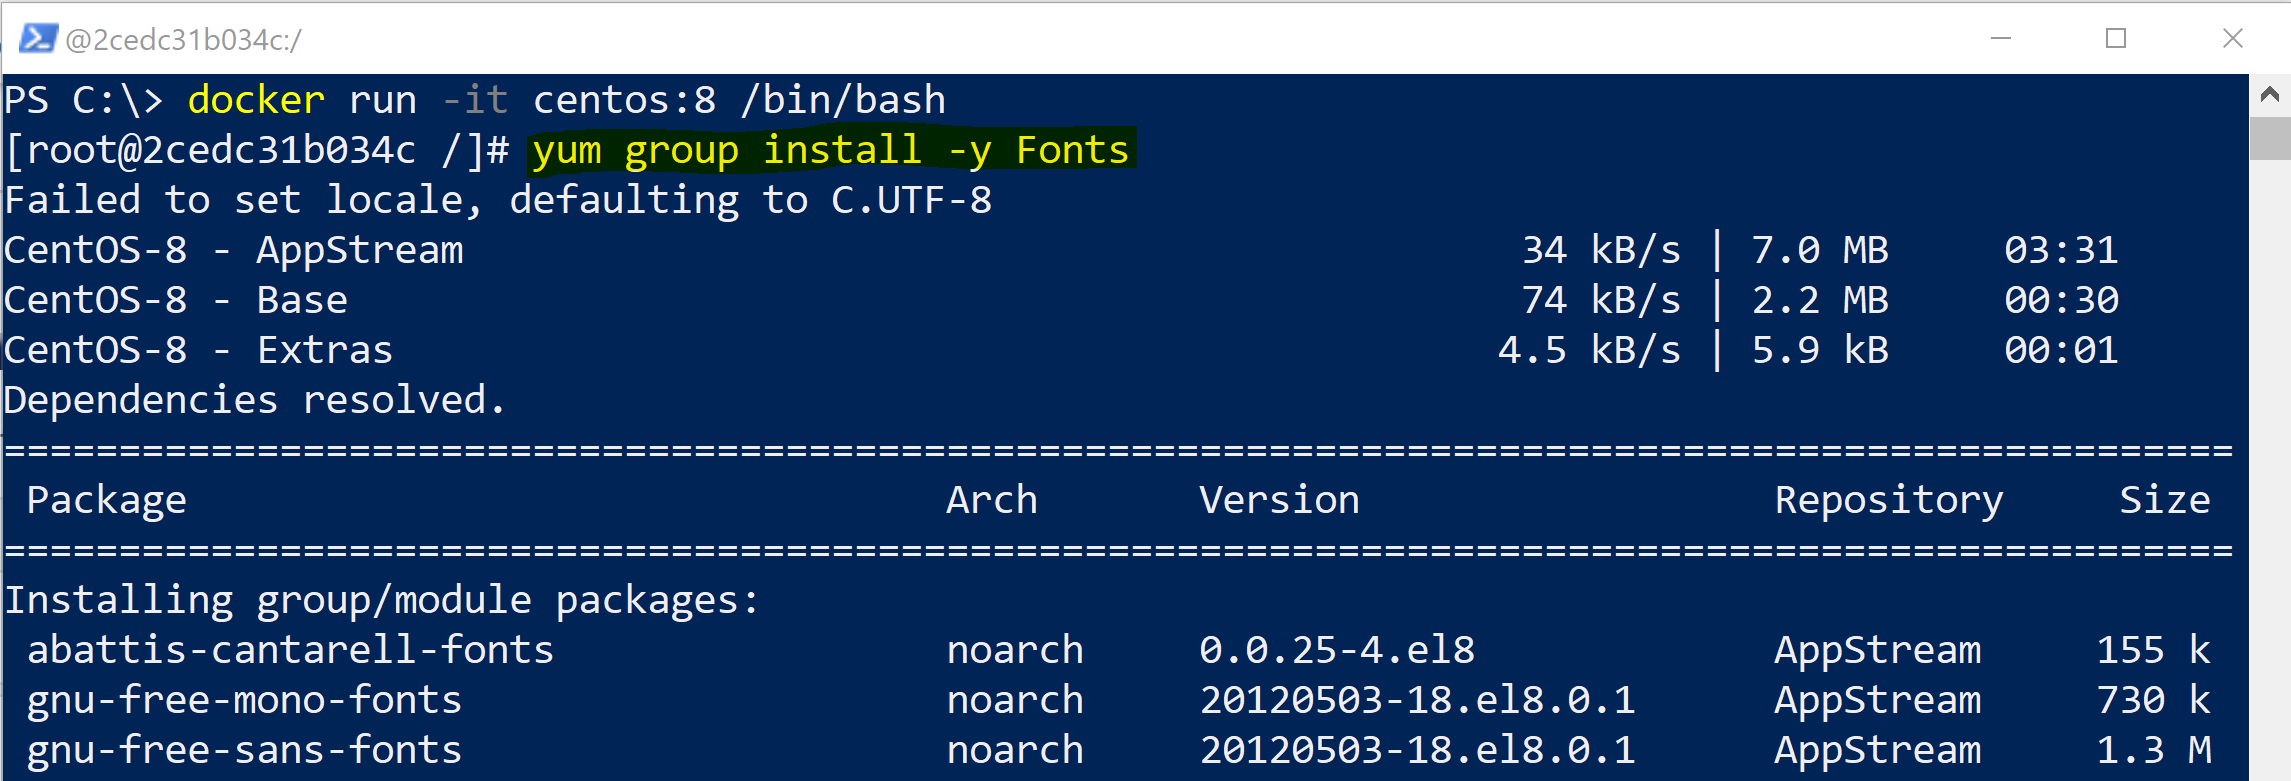 @2cedc31b034c:/
PS C:\> docker run -it centos:8 /bin/bash
[root@2cedc31b034c /]# yum group install -y Fonts
Failed to set locale, defaulting to C.UTF-8
CentOS-8 - AppStream 34 kB/s | 7.0 MB 03:31
CentOS-8 - Base 74 kB/s | 2.2 MB 00:30
CentOS-8 - Extras 4.5 kB/s | 5.9 kB 00:01
Dependencies resolved.
=================================================================================================
Package Arch Version Repository Size
=================================================================================================
Installing group/module packages:
abattis-cantarell-fonts noarch 0.0.25-4.el8 AppStream 155 k
gnu-free-mono-fonts noarch 20120503-18.el8.0.1 AppStream 730 k
gnu-free-sans-fonts noarch 20120503-18.el8.0.1 AppStream 1.3 M